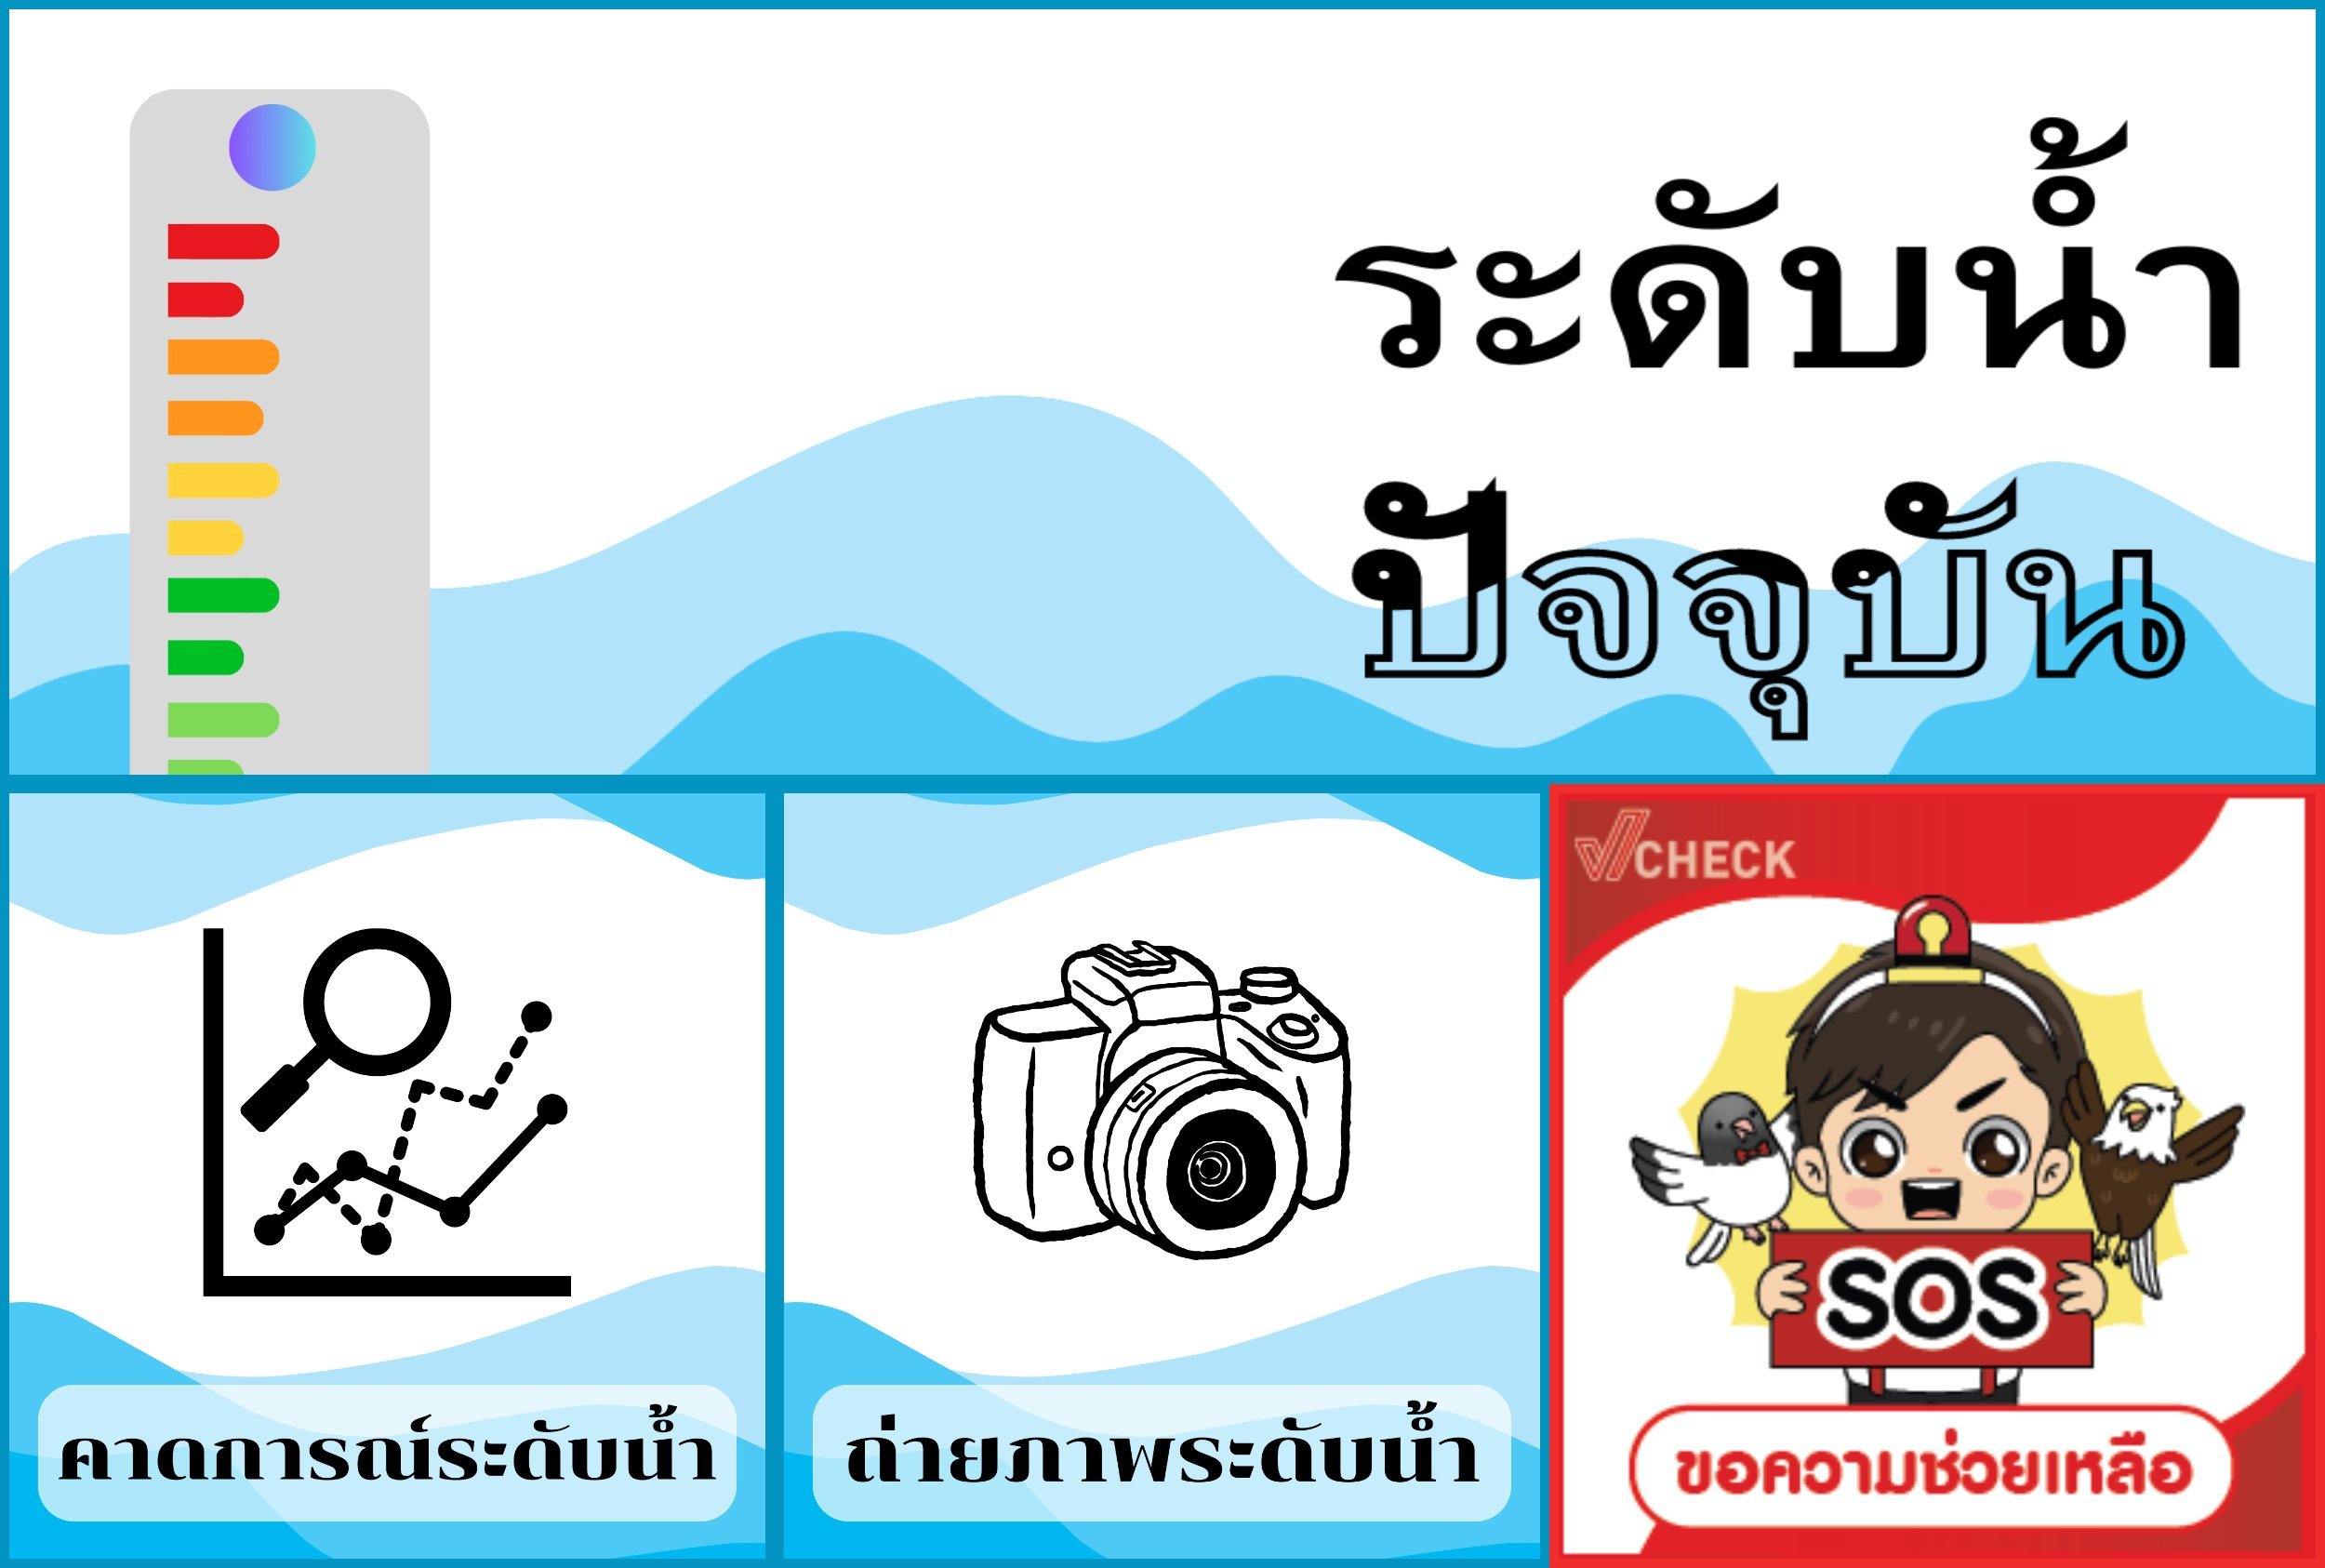 ระดับน้ำ
ปัจจุบัน
คาดการณ์ระดับน้ำ
ถ่ายภาพระดับน้ำ
CHECK
SOS
ขอความช่วยเหลือ